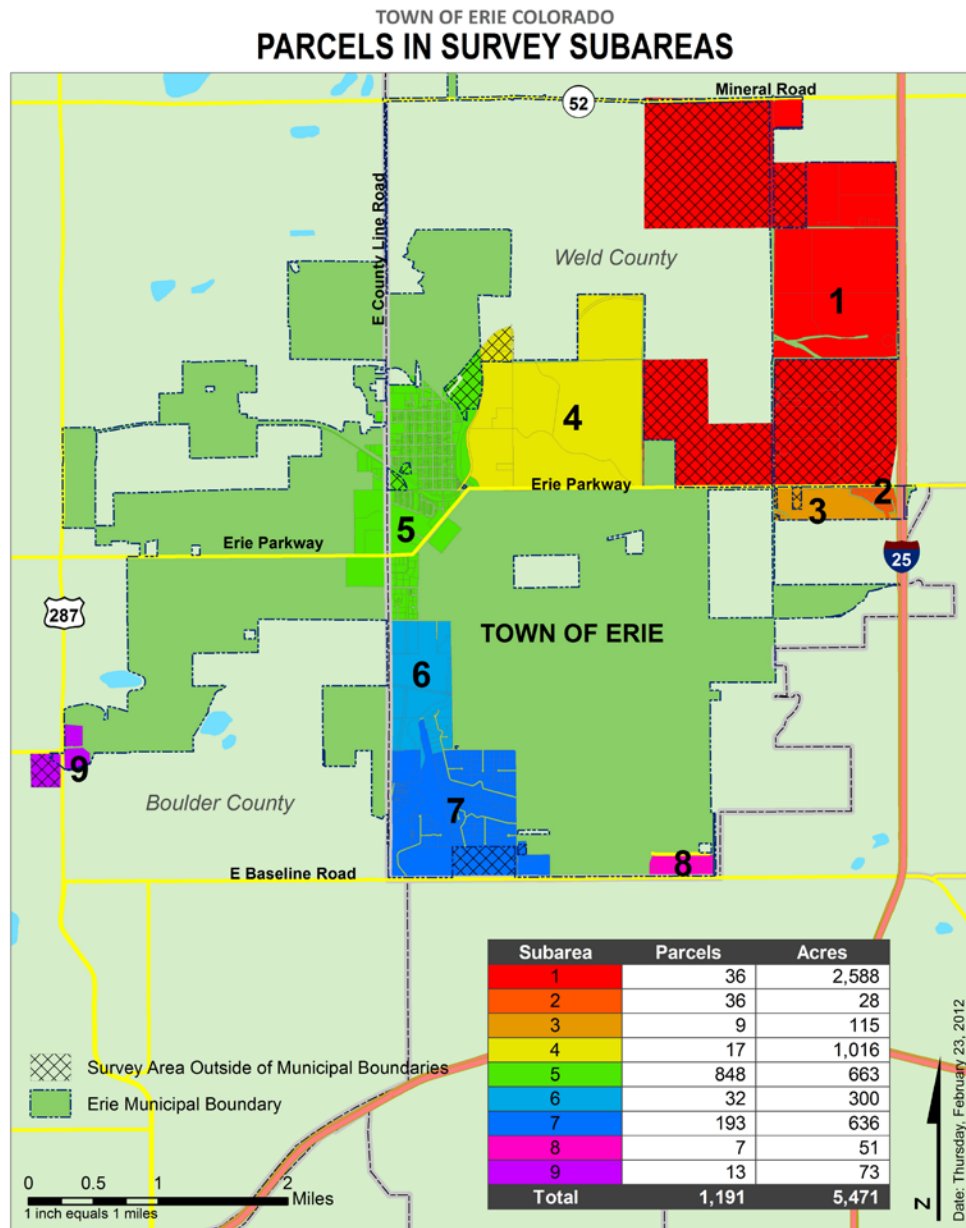 TOWN OF ERIE COLORADO
PARCELS IN SURVEY SUBAREAS
Mineral Road
52
E County Line Road
Weld County
1
4
Erie Parkway
2
3
5
Erie Parkway
25
287
TOWN OF ERIE
6
9
Boulder County
7
8
E Baseline Road
Subarea Parcels Acres
1 36 2,588
2 36 28
3 9 115
4 17 1,016
5 848 663
6 32 300
7 193 636
8 7 51
9 13 73
Total 1,191 5,471
Survey Area Outside of Municipal Boundaries
Erie Municipal Boundary
0 0.5 1 2
Miles
1 inch equals 1 miles
N
Date: Thursday, February 23, 2012